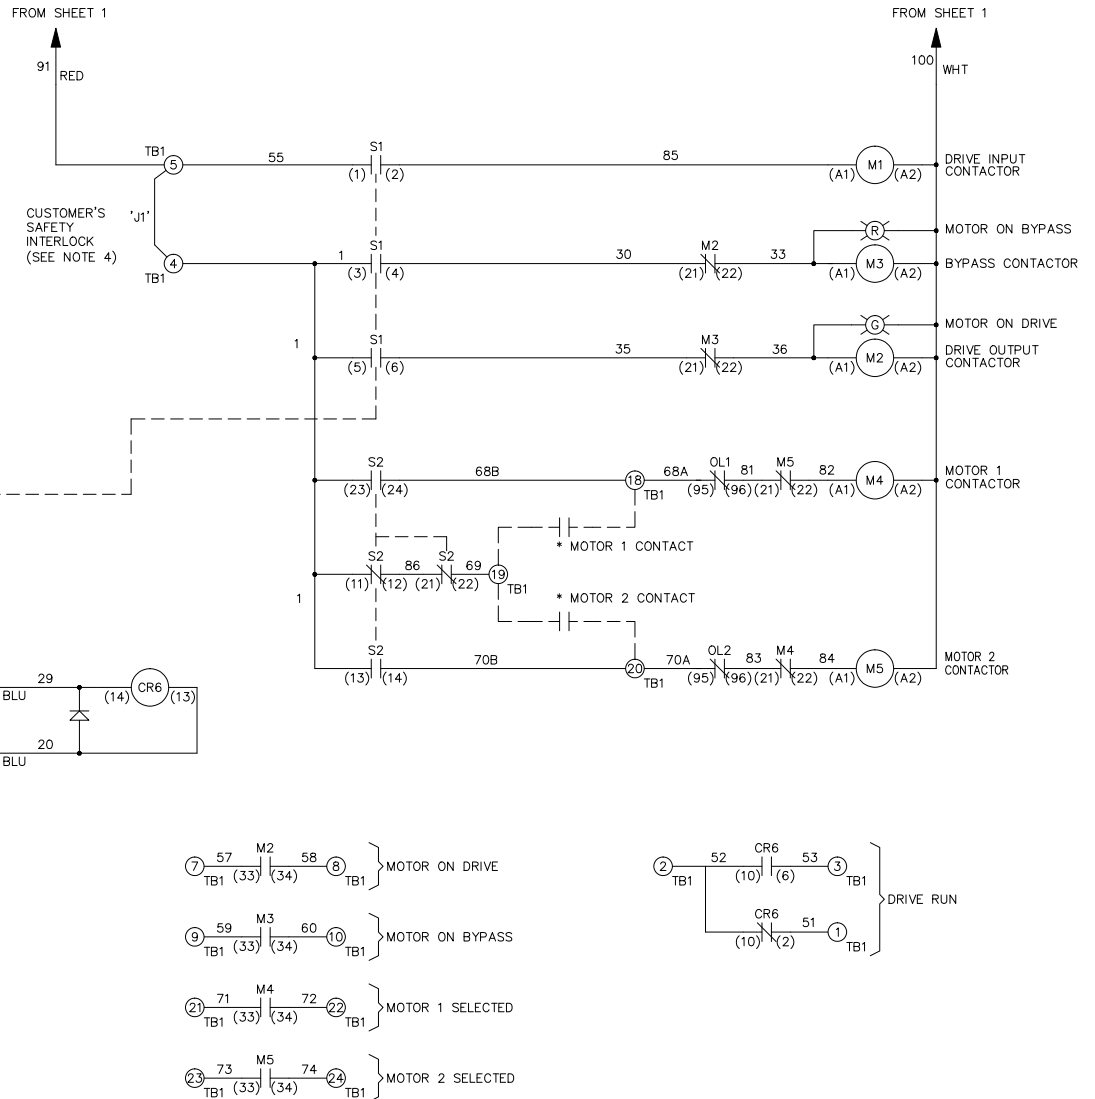 FROM SHEET 1 FROM SHEET 1
91 RED 100 WHT
TB1 5 55 S1 (1) (2) 85 (A1) M1 (A2) DRIVE INPUT
CONTACTOR
CUSTOMER'S
SAFETY
INTERLOCK
(SEE NOTE 4)
'J1'
R MOTOR ON BYPASS
4 TB1 1 S1 (3) (4) 30 M2 (21) (22) 33 (A1) M3 (A2) BYPASS CONTACTOR
G MOTOR ON DRIVE
1 S1 (5) (6) 35 M3 (21) (22) 36 (A1) M2 (A2) DRIVE OUTPUT
CONTACTOR
S2 (23) (24) 68B 18 TB1 68A OL1 (95) (96) 81 M5 (21) (22) 82 (A1) M4 (A2) MOTOR 1
CONTACTOR
* MOTOR 1 CONTACT
S2 (11) (12) 86 S2 (21) (22) 69 19 TB1
1 * MOTOR 2 CONTACT
S2 (13) (14) 70B 20 TB1 70A OL2 (95) (96) 83 M4 (21) (22) 84 (A1) M5 (A2) MOTOR 2
CONTACTOR
29 BLU (14) CR6 (13)
20 BLU
7 TB1 57 M2 (33) (34) 58 8 TB1 MOTOR ON DRIVE
9 TB1 59 M3 (33) (34) 60 10 TB1 MOTOR ON BYPASS
21 TB1 71 M4 (33) (34) 72 22 TB1 MOTOR 1 SELECTED
23 TB1 73 M5 (33) (34) 74 24 TB1 MOTOR 2 SELECTED
2 TB1 52 CR6 (10) (6) 53 3 TB1
DRIVE RUN
CR6 (10) (2) 51 1 TB1